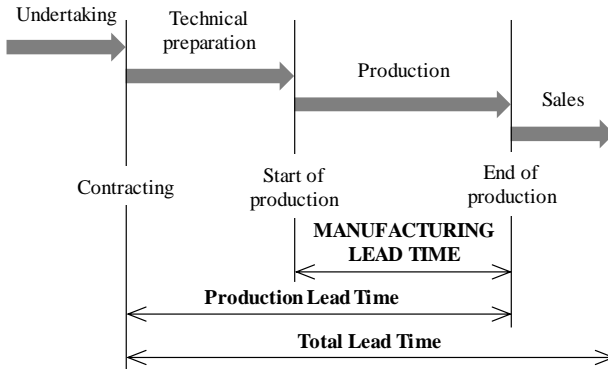 Undertaking
Technical
preparation
Production
Sales
Contracting
Start of
production
End of
production
MANUFACTURING
LEAD TIME
Production Lead Time
Total Lead Time